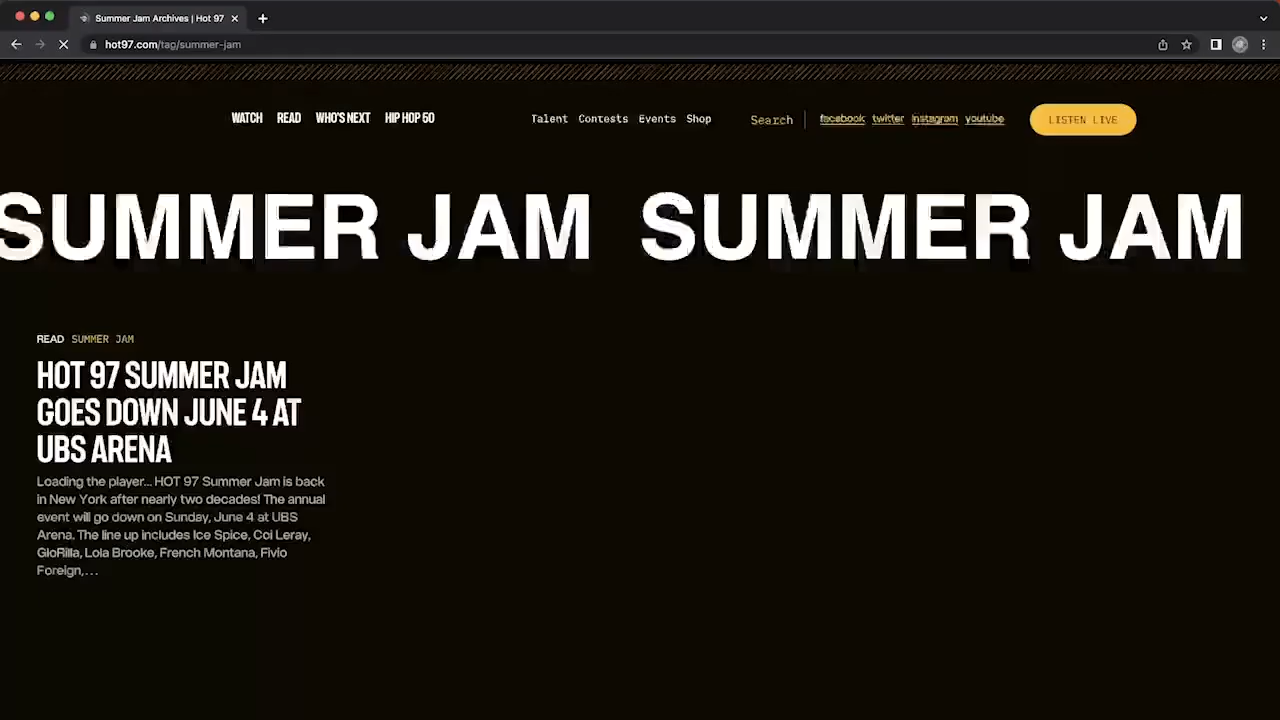 Summer Jam Archives | Hot 97
hot97.com/tag/summer-jam
WATCH READ WHO'S NEXT HIP HOP 50 Talent Contests Events Shop Search facebook twitter instagram youtube LISTEN LIVE
SUMMER JAM SUMMER JAM
READ SUMMER JAM
HOT 97 SUMMER JAM
GOES DOWN JUNE 4 AT
UBS ARENA
Loading the player... HOT 97 Summer Jam is back
in New York after nearly two decades! The annual
event will go down on Sunday, June 4 at UBS
Arena. The line up includes Ice Spice, Coi Leray,
GloRilla, Lola Brooke, French Montana, Fivio
Foreign,...